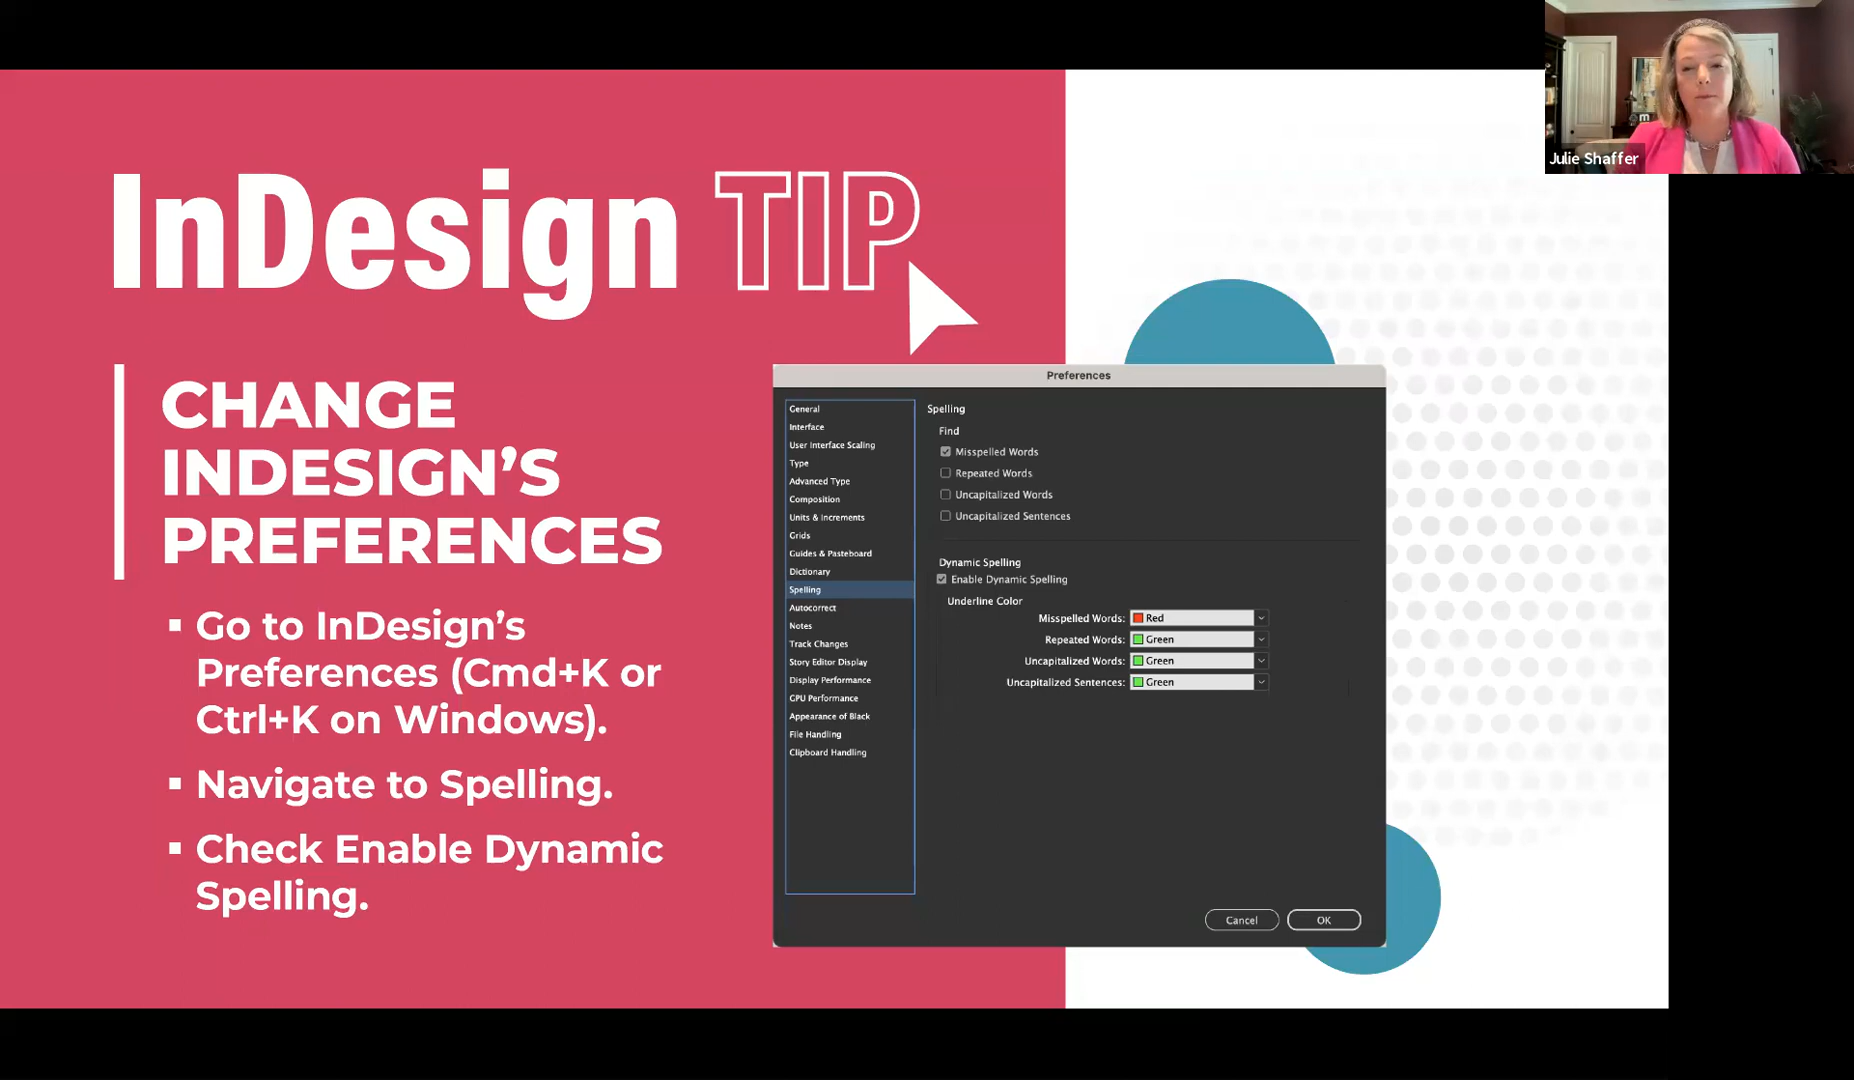 Julie Shaffer
InDesign TIP
CHANGE
INDESIGN'S
PREFERENCES
▪ Go to InDesign's
Preferences (Cmd+K or
Ctrl+K on Windows).
▪ Navigate to Spelling.
▪ Check Enable Dynamic
Spelling.
Preferences
General
Interface
User Interface Scaling
Type
Advanced Type
Composition
Units & Increments
Grids
Guides & Pasteboard
Dictionary
Spelling
Autocorrect
Notes
Track Changes
Story Editor Display
Display Performance
GPU Performance
Appearance of Black
File Handling
Clipboard Handling
Spelling
Find
Misspelled Words
Repeated Words
Uncapitalized Words
Uncapitalized Sentences
Dynamic Spelling
Enable Dynamic Spelling
Underline Color
Misspelled Words: Red
Repeated Words: Green
Uncapitalized Words: Green
Uncapitalized Sentences: Green
Cancel OK